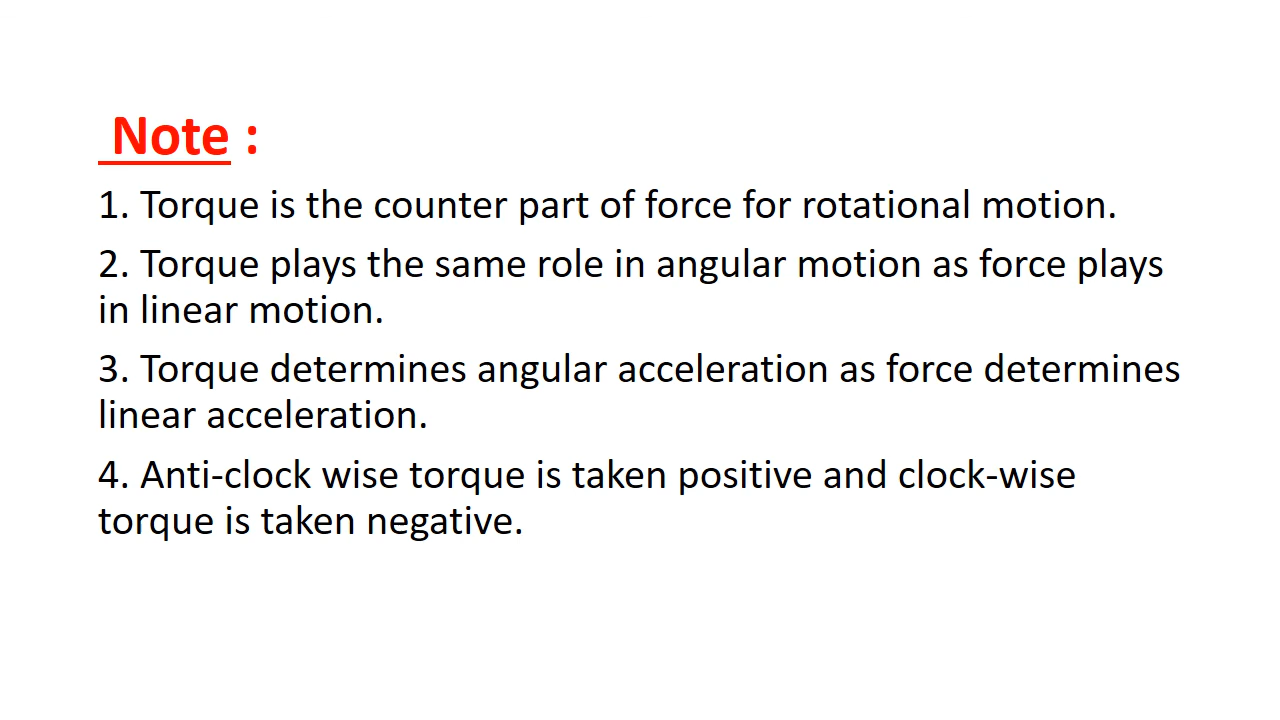 Note :
1. Torque is the counter part of force for rotational motion.
2. Torque plays the same role in angular motion as force plays
in linear motion.
3. Torque determines angular acceleration as force determines
linear acceleration.
4. Anti-clock wise torque is taken positive and clock-wise
torque is taken negative.